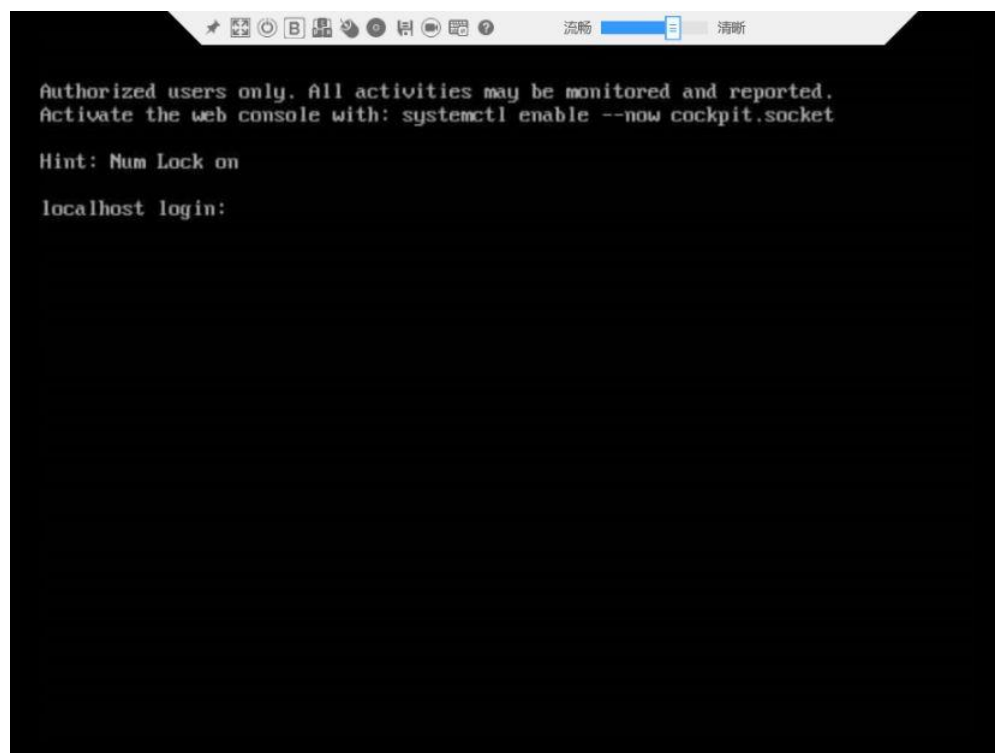 流畅 清晰
Authorized users only. All activities may be monitored and reported.
Activate the web console with: systemctl enable --now cockpit.socket
Hint: Num Lock on
localhost login: